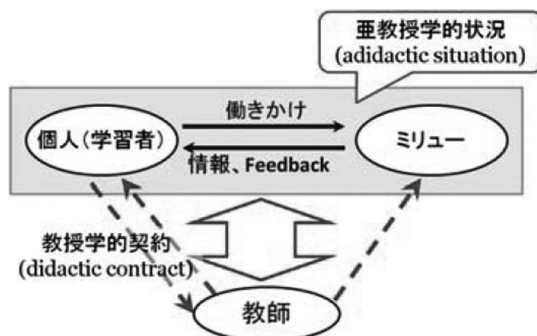 亜教授学的状況
(adidactic situation)
働きかけ
個人(学習者)
ミリュー
情報、Feedback
教授学的契約
(didactic contract)
教師